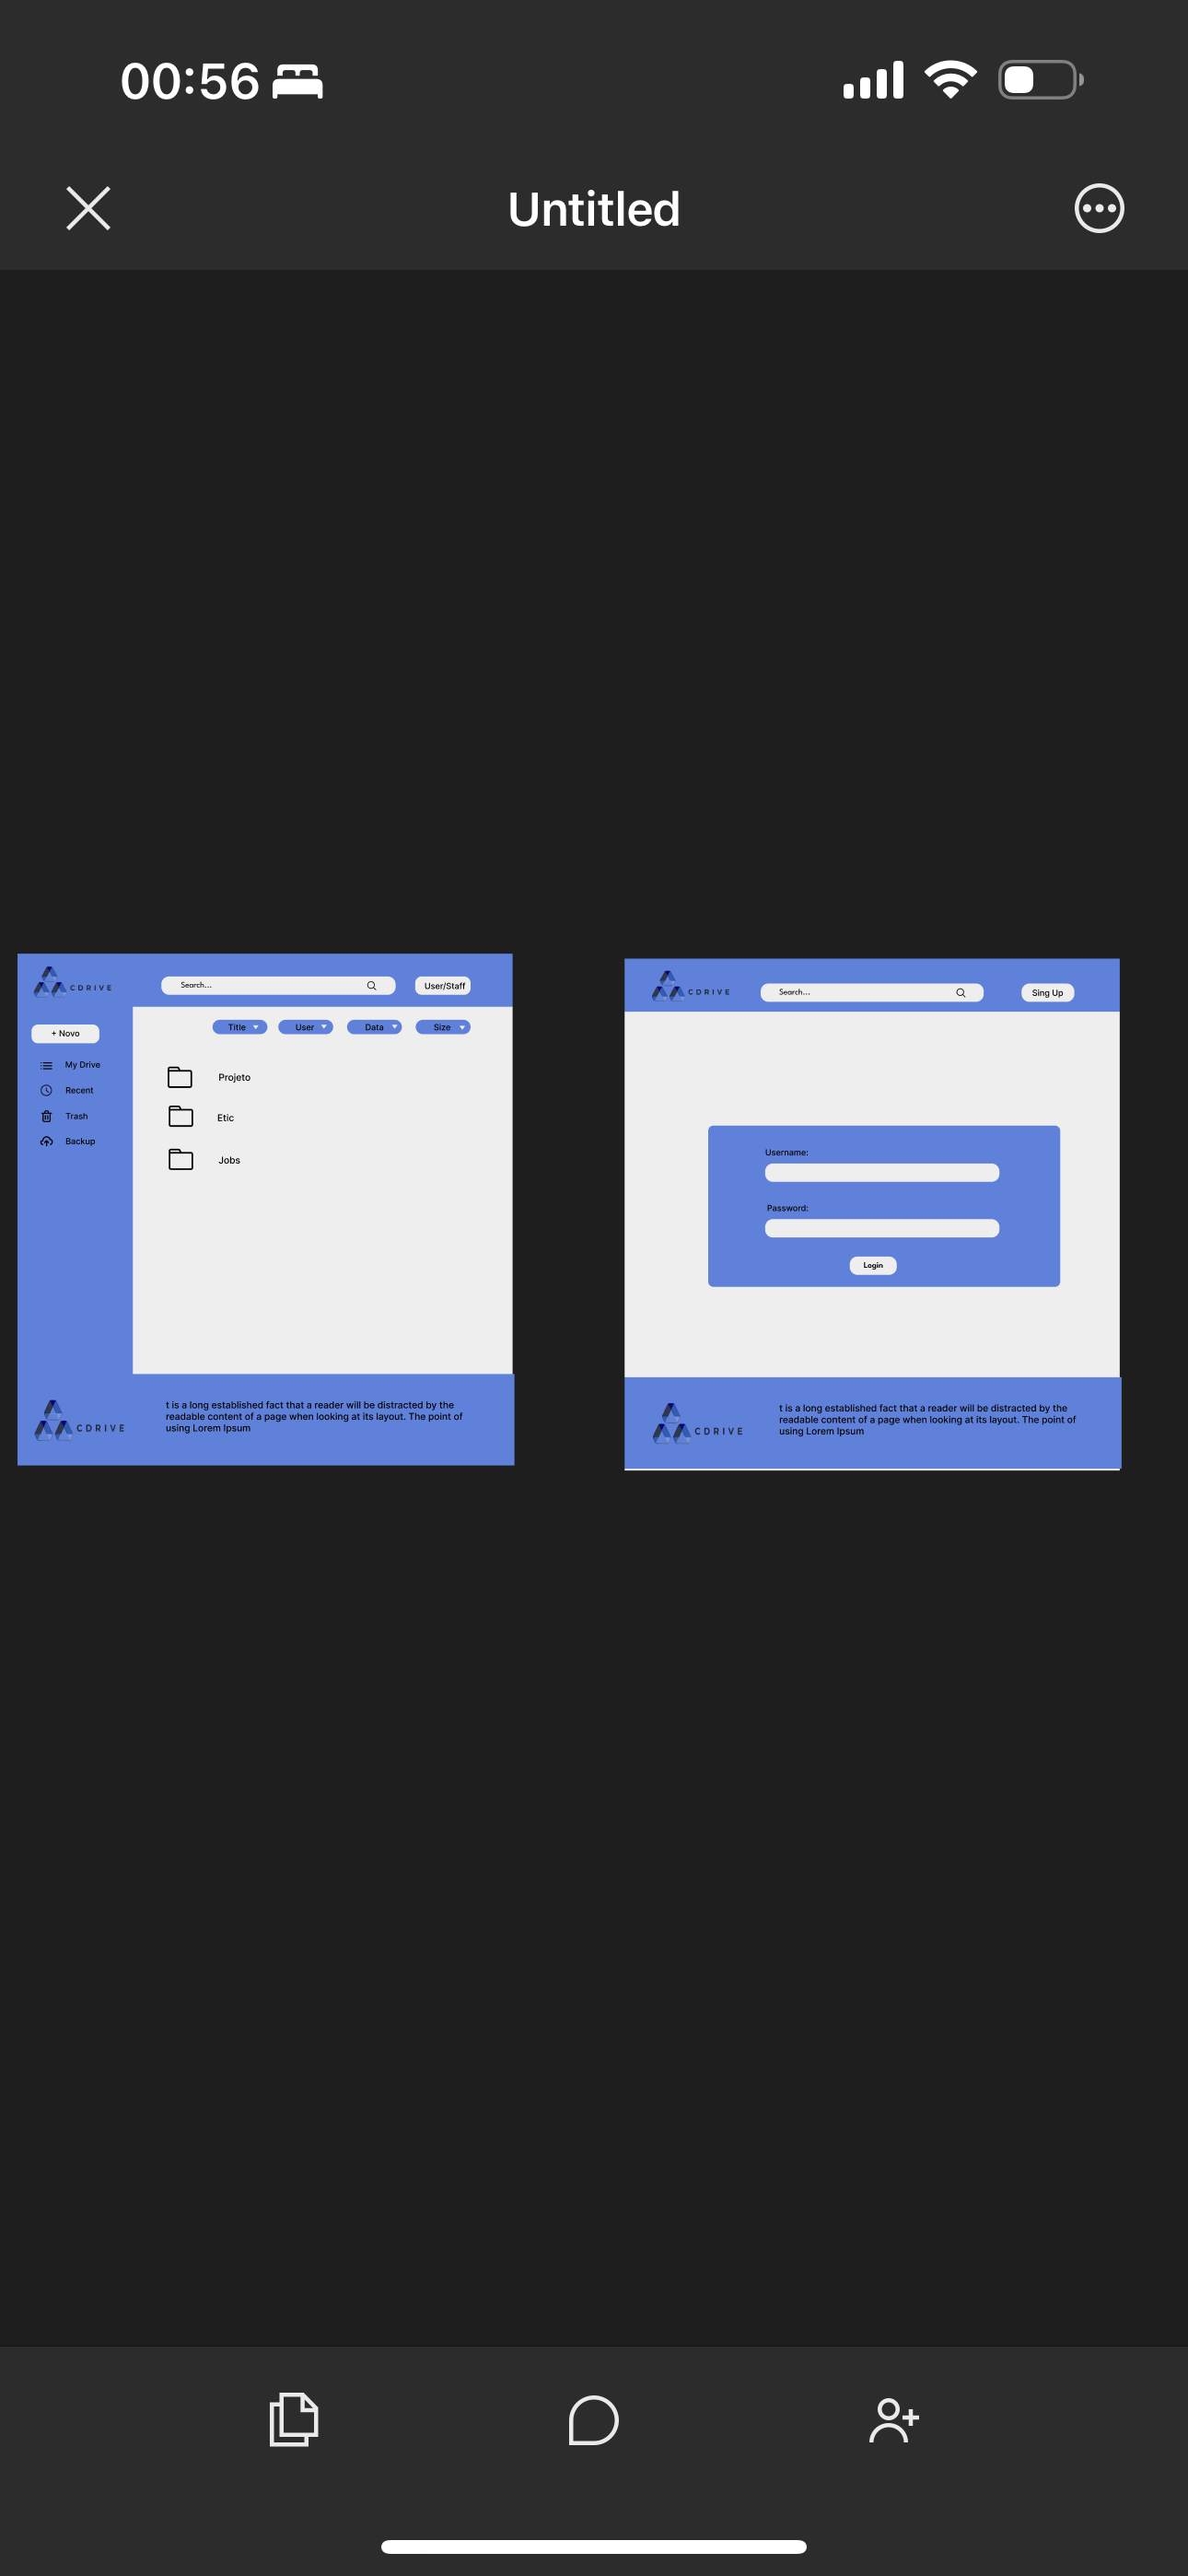 00:56
Untitled
CDRIVE
Search...
User/Staff
+ Novo
My Drive
Recent
Trash
Backup
Title
User
Data
Size
Projeto
Etic
Jobs
CDRIVE
t is a long established fact that a reader will be distracted by the
readable content of a page when looking at its layout. The point of
using Lorem Ipsum
CDRIVE
Search...
Sing Up
Username:
Password:
Login
CDRIVE
t is a long established fact that a reader will be distracted by the
readable content of a page when looking at its layout. The point of
using Lorem Ipsum